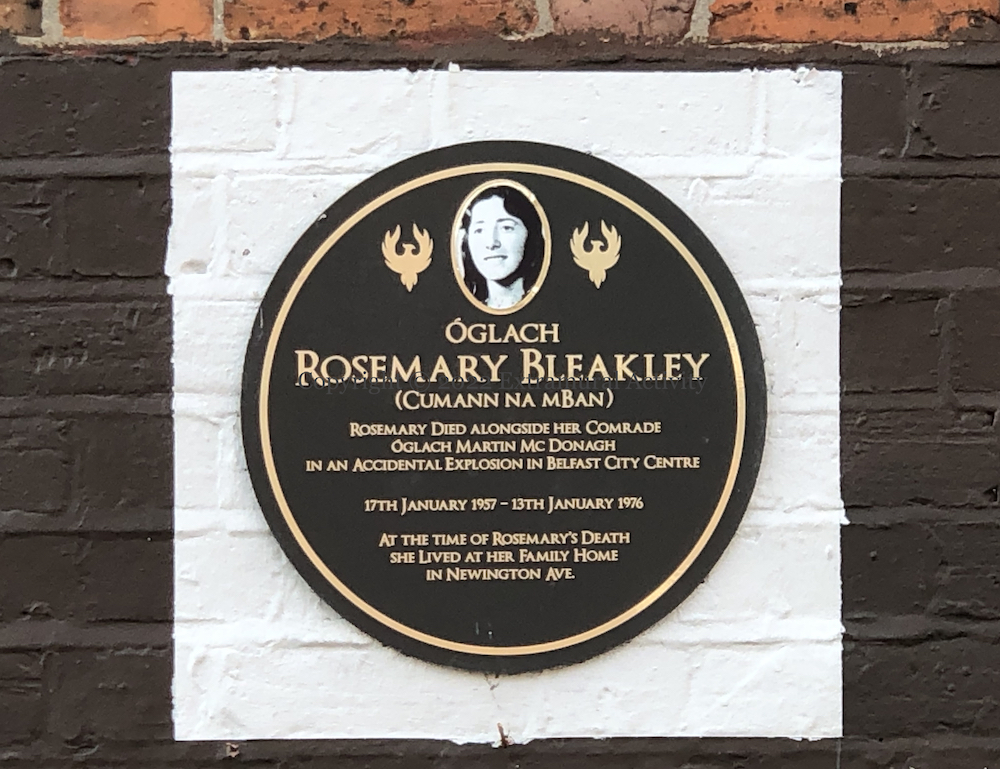 ÓGLACH
ROSEMARY BLEAKLEY
(CUMANN NA MBAN)
ROSEMARY DIED ALONGSIDE HER COMRADE
ÓGLACH MARTIN MC DONAGH
IN AN ACCIDENTAL EXPLOSION IN BELFAST CITY CENTRE
17TH JANUARY 1957 – 13TH JANUARY 1976
AT THE TIME OF ROSEMARY'S DEATH
SHE LIVED AT HER FAMILY HOME
IN NEWINGTON AVE.